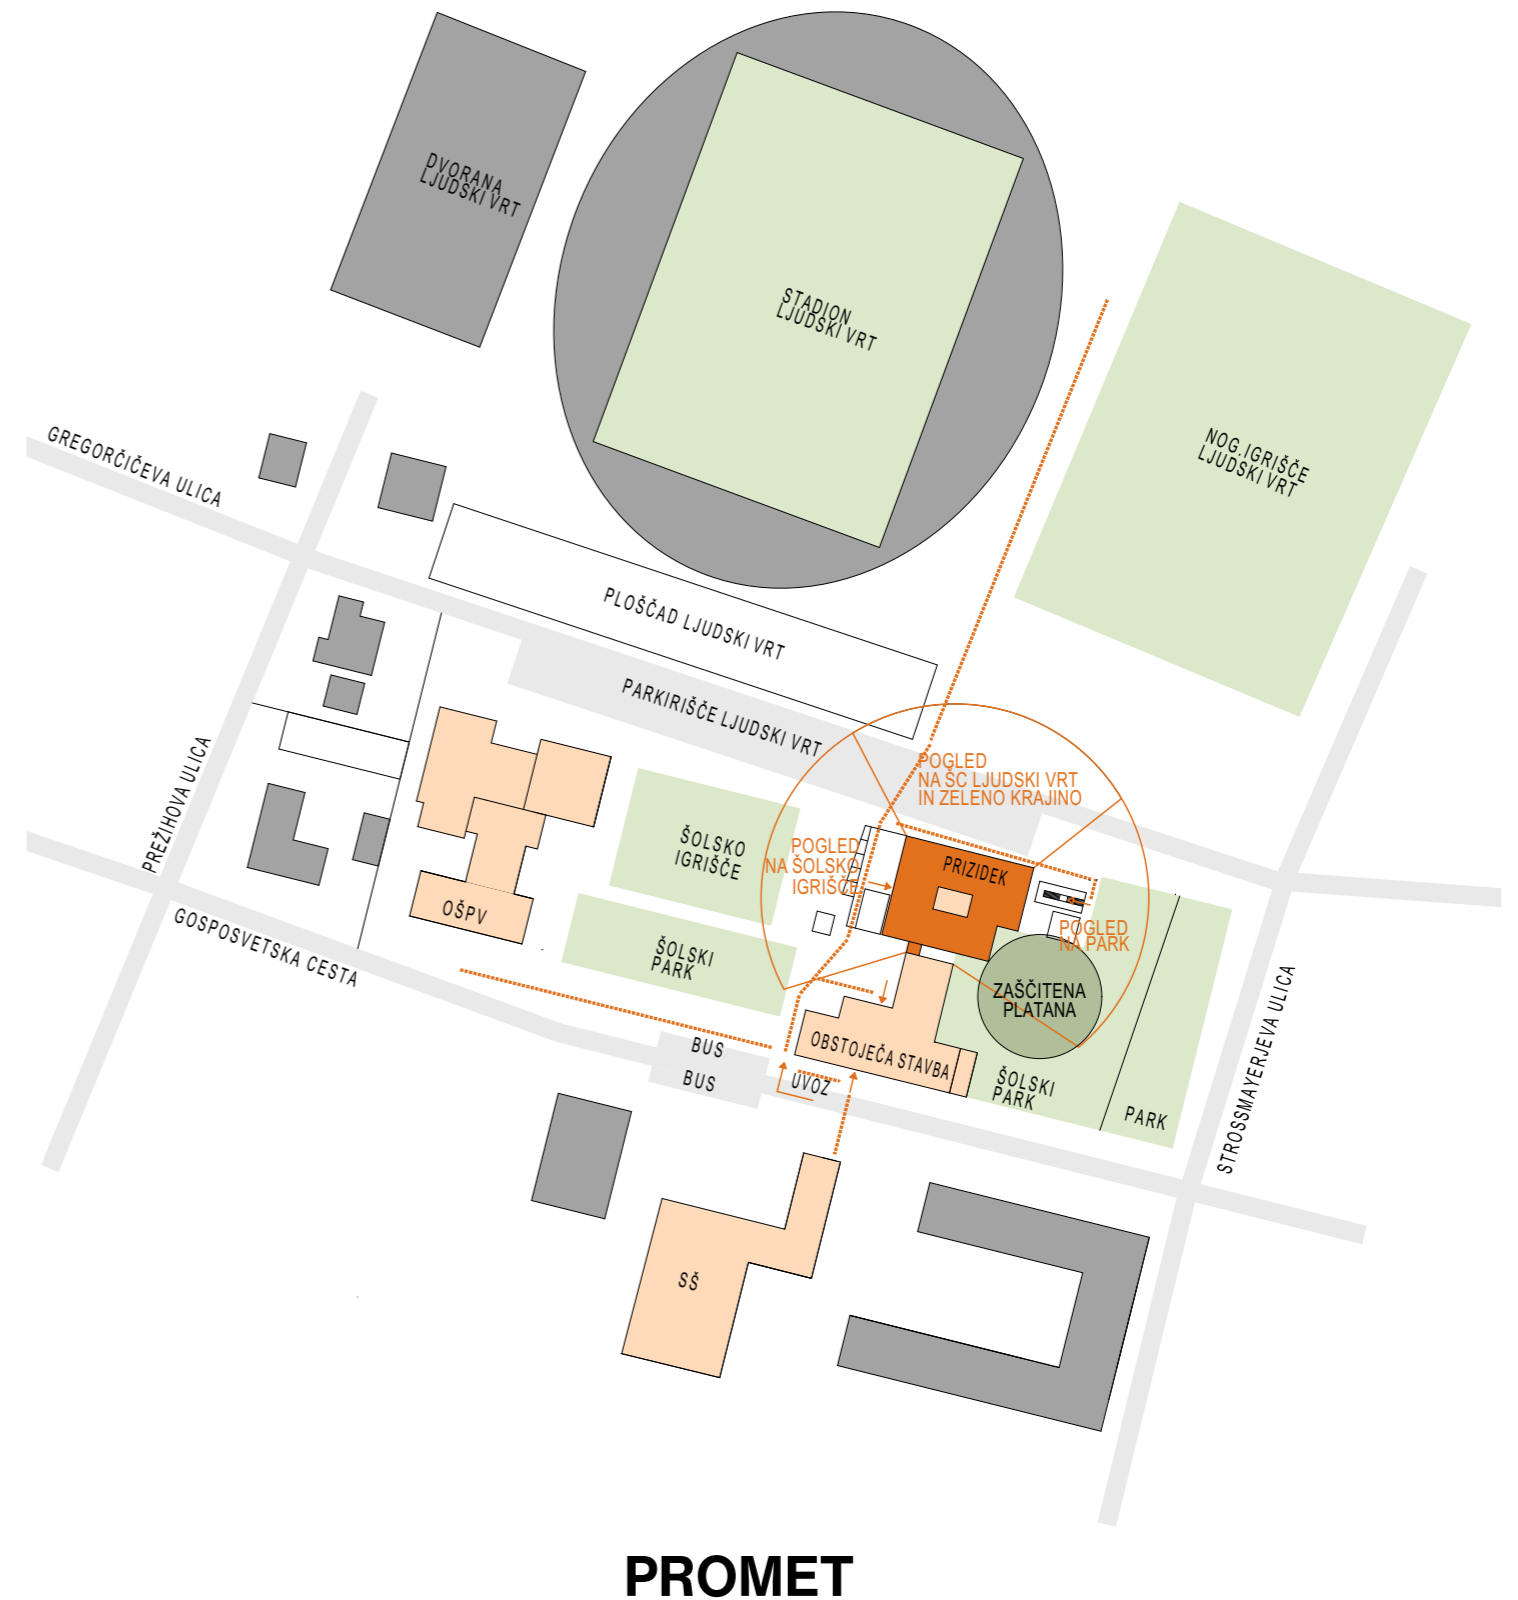 DVORANA
LJUDSKI VRT
STADION
LJUDSKI VRT
NOG.IGRIŠČE
LJUDSKI VRT
GREGORČIČEVA ULICA
PLOŠČAD LJUDSKI VRT
PARKIRIŠČE LJUDSKI VRT
PREŽIHOVA ULICA
POGLED
NA ŠC LJUDSKI VRT
IN ZELENO KRAJINO
ŠOLSKO
IGRIŠČE
POGLED
NA ŠOLSKO
IGRIŠČE
PRIZIDEK
OŠPV
POGLED
NA PARK
GOSPOSVETSKA CESTA
ŠOLSKI
PARK
ZAŠČITENA
PLATANA
OBSTOJEČA STAVBA
BUS
BUS
UVOZ
ŠOLSKI
PARK
PARK
STROSSMAYERJEVA ULICA
SŠ
PROMET